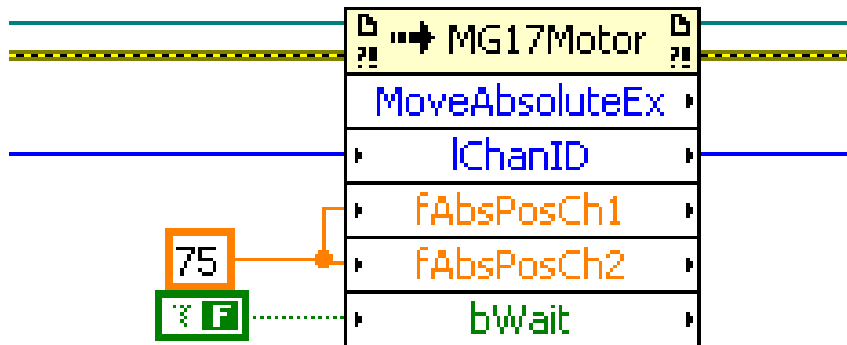 ?! MG17Motor ?!
MoveAbsoluteEx
lChanID
fAbsPosCh1
75 fAbsPosCh2
F bWait